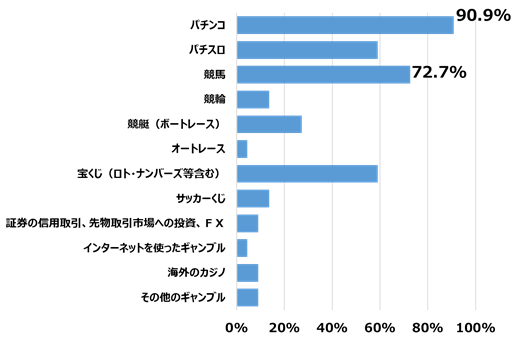 パチンコ
90.9%
パチスロ
競馬
72.7%
競輪
競艇（ボートレース）
オートレース
宝くじ（ロト・ナンバーズ等含む）
サッカーくじ
証券の信用取引、先物取引市場への投資、ＦＸ
インターネットを使ったギャンブル
海外のカジノ
その他のギャンブル
0% 20% 40% 60% 80% 100%